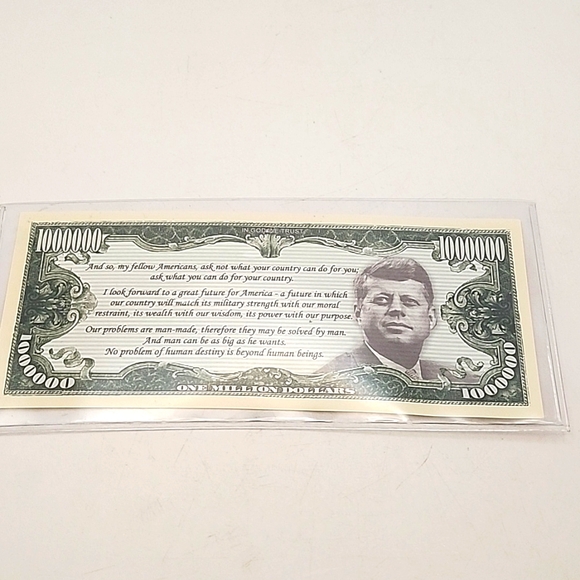 IN GOD WE TRUST
1000000 1000000
And so, my fellow Americans, ask not what your country can do for you;
ask what you can do for your country.
I look forward to a great future for America - a future in which
our country will match its military strength with our moral
restraint, its wealth with our wisdom, its power with our purpose.
Our problems are man-made, therefore they may be solved by man.
And man can be as big as he wants.
No problem of human destiny is beyond human beings.
1000000 1000000
ONE MILLION DOLLARS